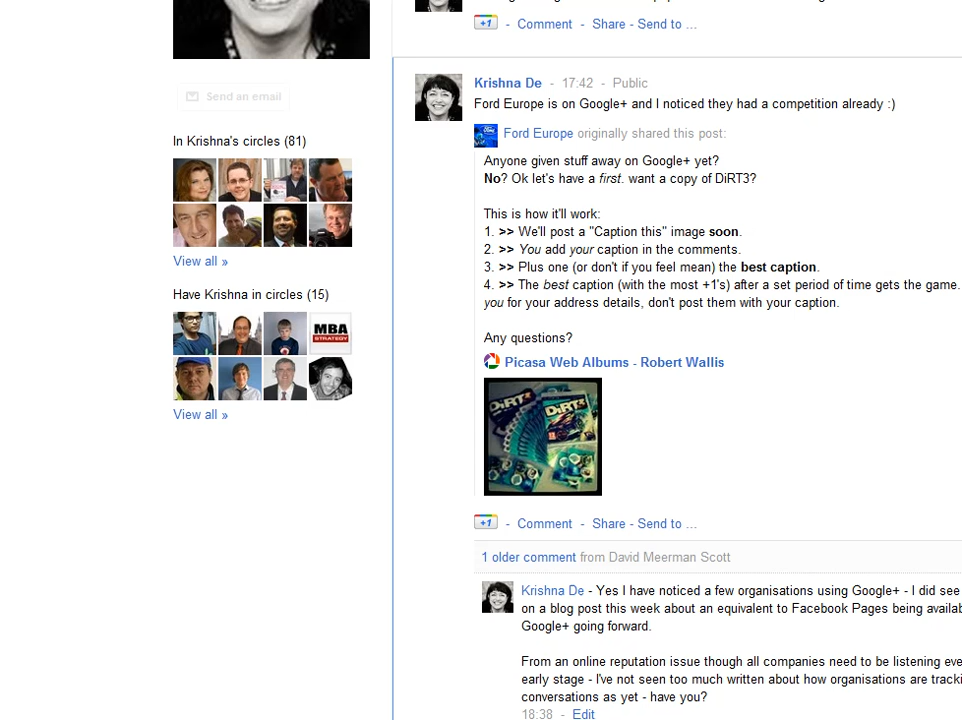 +1 - Comment - Share - Send to ...
Krishna De - 17:42 - Public
Send an email
Ford Europe is on Google+ and I noticed they had a competition already :)
Ford Europe originally shared this post:
In Krishna's circles (81)
Anyone given stuff away on Google+ yet?
No? Ok let's have a first. want a copy of DiRT3?
This is how it'll work:
1. >> We'll post a "Caption this" image soon.
2. >> You add your caption in the comments.
View all »
3. >> Plus one (or don't if you feel mean) the best caption.
4. >> The best caption (with the most +1's) after a set period of time gets the game.
Have Krishna in circles (15)
you for your address details, don't post them with your caption.
MBA
STRATEGY
Any questions?
Picasa Web Albums - Robert Wallis
DiRT3
DiRT3
View all »
+1 - Comment - Share - Send to ...
1 older comment from David Meerman Scott
Krishna De - Yes I have noticed a few organisations using Google+ - I did see
on a blog post this week about an equivalent to Facebook Pages being availab
Google+ going forward.
From an online reputation issue though all companies need to be listening eve
early stage - I've not seen too much written about how organisations are tracki
conversations as yet - have you?
18:38 - Edit